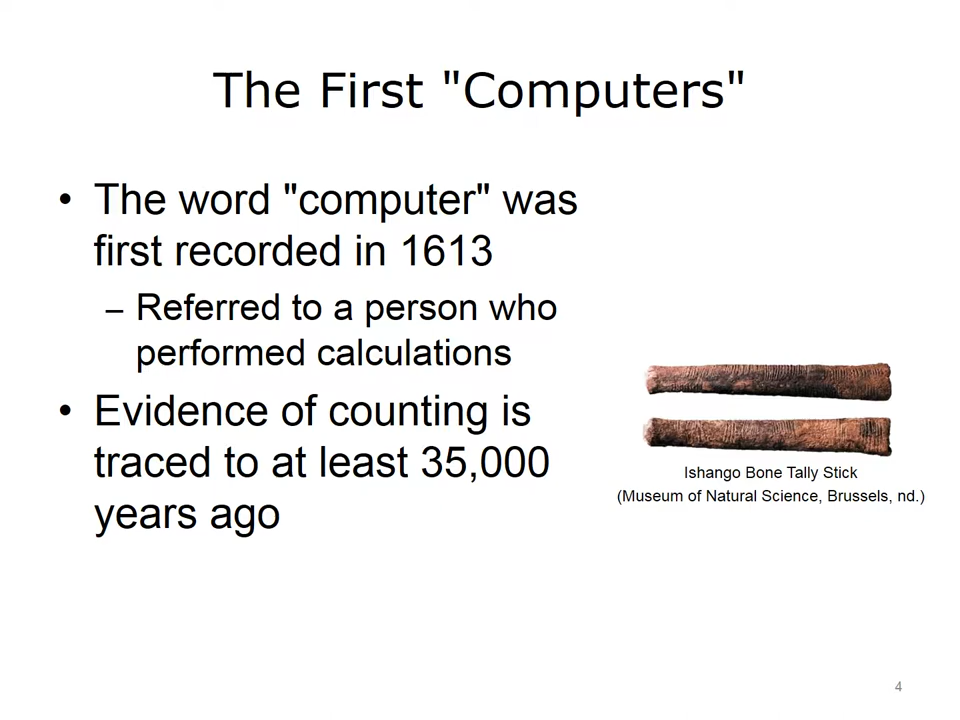 The First "Computers"
• The word "computer" was
first recorded in 1613
– Referred to a person who
performed calculations
• Evidence of counting is
traced to at least 35,000
years ago
Ishango Bone Tally Stick
(Museum of Natural Science, Brussels, nd.)
4